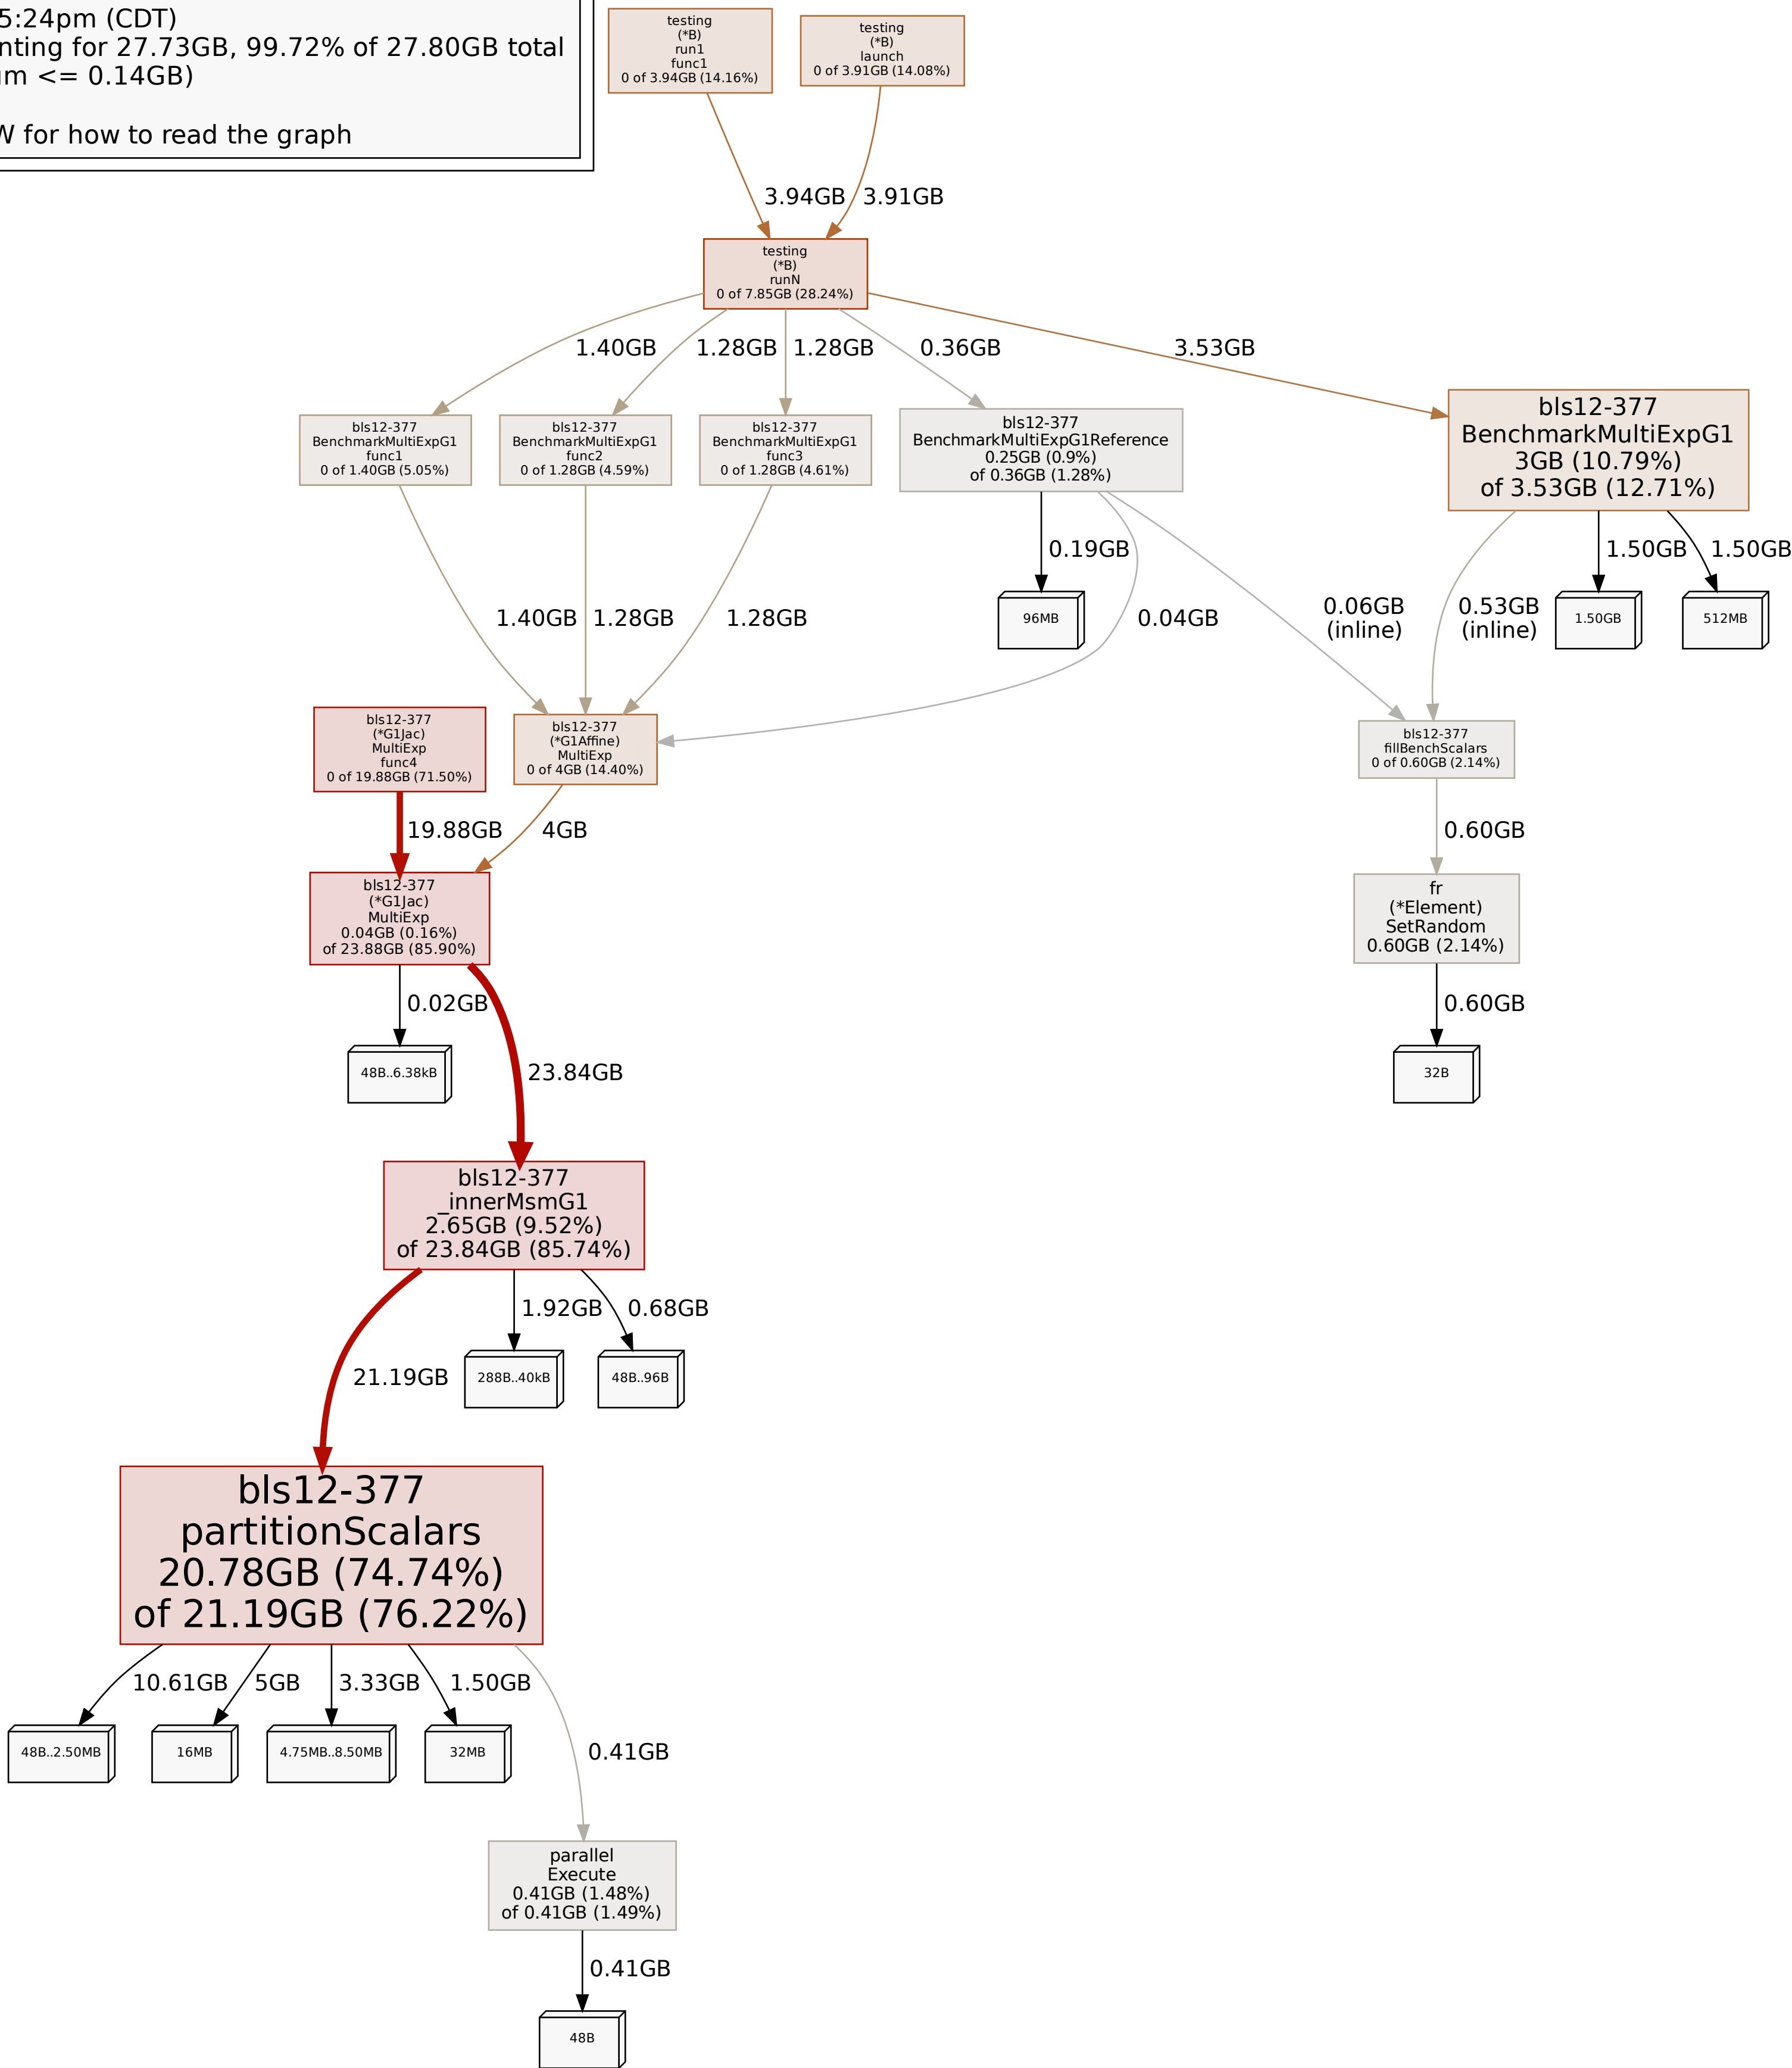 5:24pm (CDT)
nting for 27.73GB, 99.72% of 27.80GB total
um <= 0.14GB)
W for how to read the graph
testing
(*B)
run1
func1
0 of 3.94GB (14.16%)
testing
(*B)
launch
0 of 3.91GB (14.08%)
3.94GB
3.91GB
testing
(*B)
runN
0 of 7.85GB (28.24%)
1.40GB
1.28GB
1.28GB
0.36GB
3.53GB
bls12-377
BenchmarkMultiExpG1
func1
0 of 1.40GB (5.05%)
bls12-377
BenchmarkMultiExpG1
func2
0 of 1.28GB (4.59%)
bls12-377
BenchmarkMultiExpG1
func3
0 of 1.28GB (4.61%)
bls12-377
BenchmarkMultiExpG1Reference
0.25GB (0.9%)
of 0.36GB (1.28%)
bls12-377
BenchmarkMultiExpG1
3GB (10.79%)
of 3.53GB (12.71%)
0.19GB
1.50GB
1.50GB
1.40GB
1.28GB
1.28GB
96MB
0.04GB
0.06GB
(inline)
0.53GB
(inline)
1.50GB
512MB
bls12-377
(*G1Jac)
MultiExp
func4
0 of 19.88GB (71.50%)
bls12-377
(*G1Affine)
MultiExp
0 of 4GB (14.40%)
bls12-377
fillBenchScalars
0 of 0.60GB (2.14%)
19.88GB
4GB
0.60GB
bls12-377
(*G1Jac)
MultiExp
0.04GB (0.16%)
of 23.88GB (85.90%)
fr
(*Element)
SetRandom
0.60GB (2.14%)
0.02GB
0.60GB
48B..6.38kB
23.84GB
32B
bls12-377
_innerMsmG1
2.65GB (9.52%)
of 23.84GB (85.74%)
1.92GB
0.68GB
21.19GB
288B..40kB
48B..96B
bls12-377
partitionScalars
20.78GB (74.74%)
of 21.19GB (76.22%)
10.61GB
5GB
3.33GB
1.50GB
48B..2.50MB
16MB
4.75MB..8.50MB
32MB
0.41GB
parallel
Execute
0.41GB (1.48%)
of 0.41GB (1.49%)
0.41GB
48B